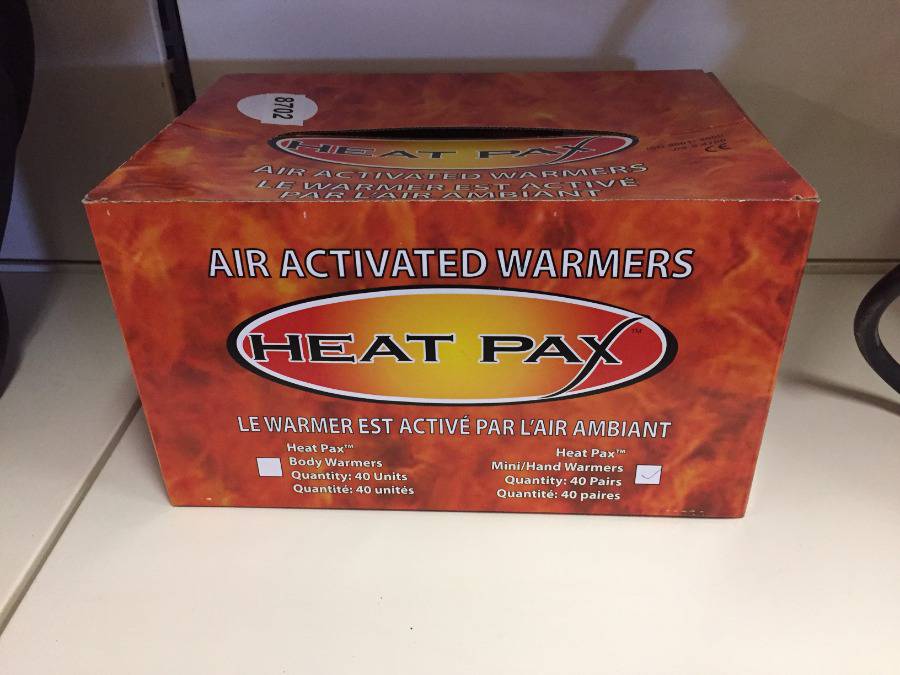 8702
HEAT PAX
AIR ACTIVATED WARMERS
LE WARMER EST ACTIVÉ
PAR L'AIR AMBIANT
CE
AIR ACTIVATED WARMERS
HEAT PAX™
LE WARMER EST ACTIVÉ PAR L'AIR AMBIANT
Heat Pax™
Body Warmers
Quantity: 40 Units
Quantité: 40 unités
Heat Pax™
Mini/Hand Warmers
Quantity: 40 Pairs
Quantité: 40 paires